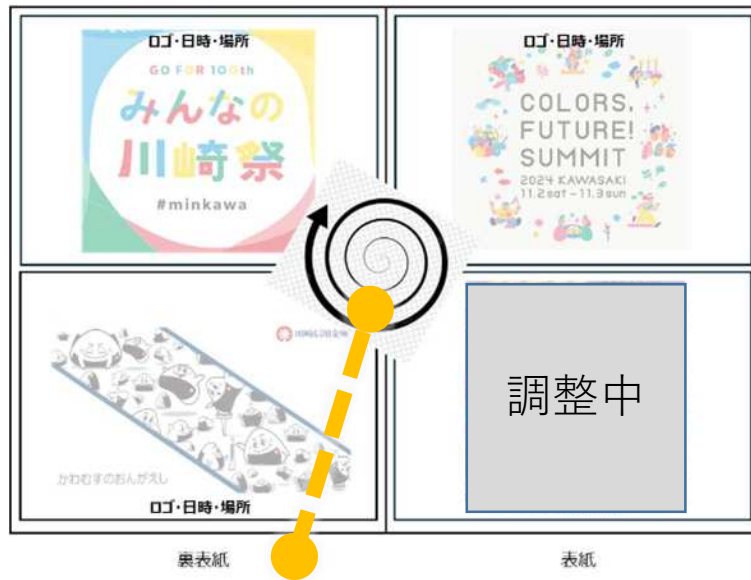 ロゴ・日時・場所
GO FOR 100th
みんなの
川崎祭
#minkawa
ロゴ・日時・場所
COLORS,
FUTURE!
SUMMIT
2024 KAWASAKI
11.2 sat - 11.3 sun
かわむすのおんがえし
ロゴ・日時・場所
調整中
裏表紙
表紙